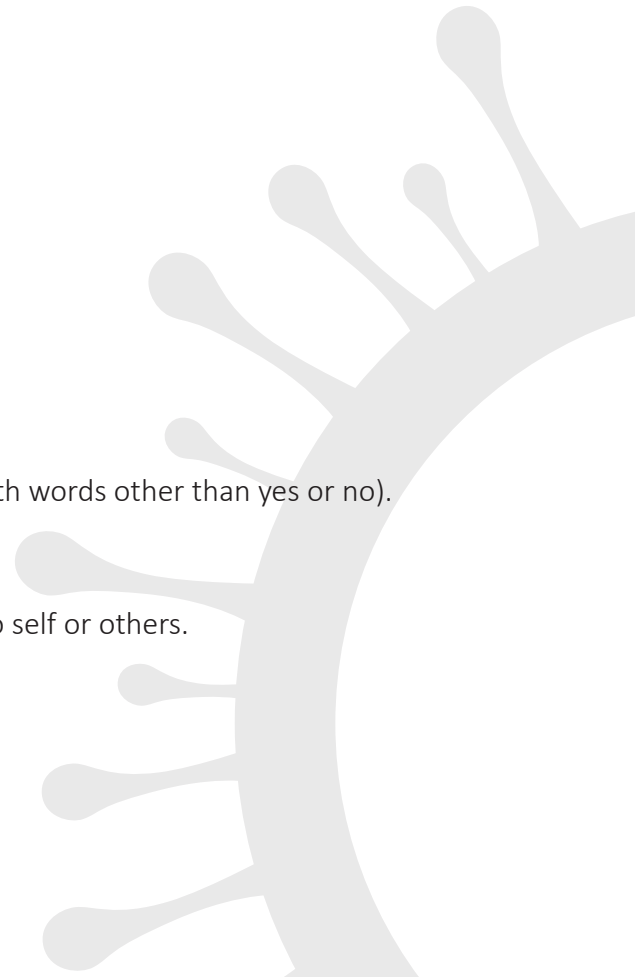 th words other than yes or no).
self or others.